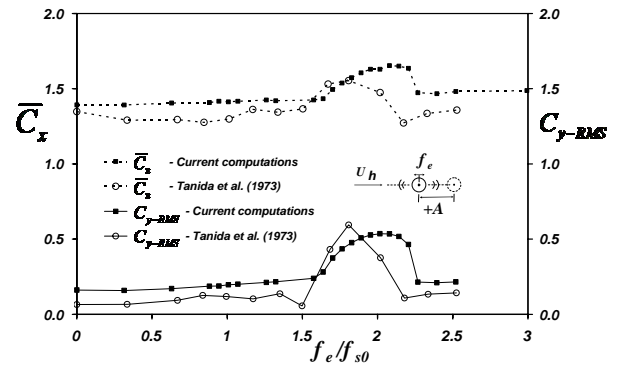 2.0
2.0
1.5
1.5
C̅x
Cy-RMS
1.0
1.0
C̅x - Current computations
C̅x - Tanida et al. (1973)
Cy-RMS - Current computations
Cy-RMS - Tanida et al. (1973)
fe
Uh
+A
0.5
0.5
0.0
0.0
0 0.5 1 1.5 2 2.5 3
fe/fs0